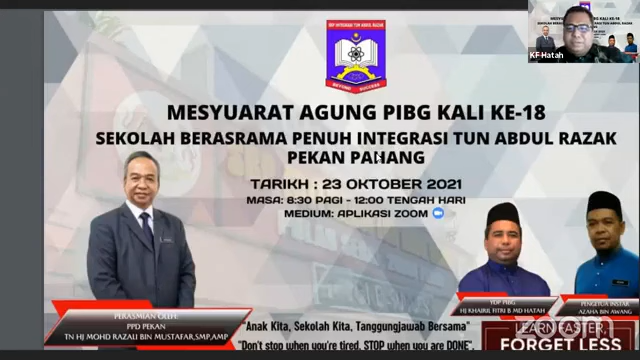 SBP INTEGRASI TUN ABDUL RAZAK
BEYOND SUCCESS
MESYUARAT AGUNG PIBG KALI KE-18
SEKOLAH BERASRAMA PENUH INTEGRASI TUN ABDUL RAZAK
PEKAN PAHANG
TARIKH : 23 OKTOBER 2021
MASA: 8:30 PAGI - 12:00 TENGAH HARI
MEDIUM: APLIKASI ZOOM
KF Hatah
PERASMIAN OLEH:
PPD PEKAN
TN HJ MOHD RAZALI BIN MUSTAFAR,SMP,AMP
YDP PIBG
HJ KHAIRIL FITRI B MD HATAH
PENGETUA INSTAR
AZAHA BIN AWANG
"Anak Kita, Sekolah Kita, Tanggungjawab Bersama"
"Don't stop when you're tired, STOP when you are DONE".
zoom
LEARN FASTER,
FORGET LESS